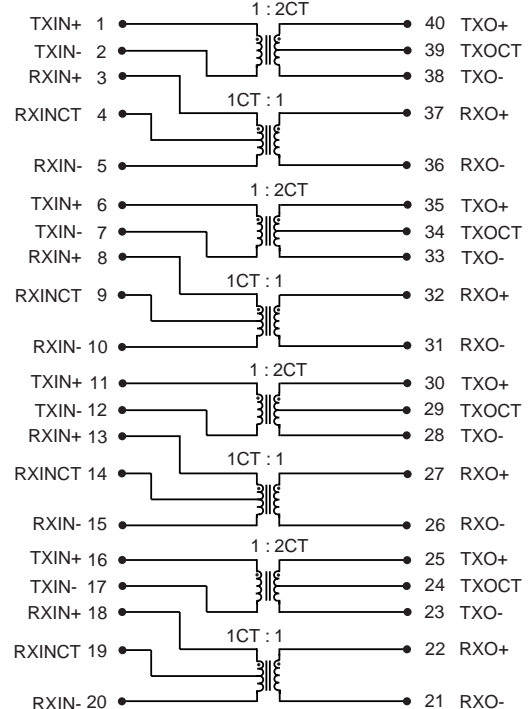 1 : 2CT
TXIN+ 1 40 TXO+
TXIN- 2 39 TXOCT
RXIN+ 3 38 TXO-
1CT : 1
RXINCT 4 37 RXO+
RXIN- 5 36 RXO-
1 : 2CT
TXIN+ 6 35 TXO+
TXIN- 7 34 TXOCT
RXIN+ 8 33 TXO-
1CT : 1
RXINCT 9 32 RXO+
RXIN- 10 31 RXO-
1 : 2CT
TXIN+ 11 30 TXO+
TXIN- 12 29 TXOCT
RXIN+ 13 28 TXO-
1CT : 1
RXINCT 14 27 RXO+
RXIN- 15 26 RXO-
1 : 2CT
TXIN+ 16 25 TXO+
TXIN- 17 24 TXOCT
RXIN+ 18 23 TXO-
1CT : 1
RXINCT 19 22 RXO+
RXIN- 20 21 RXO-